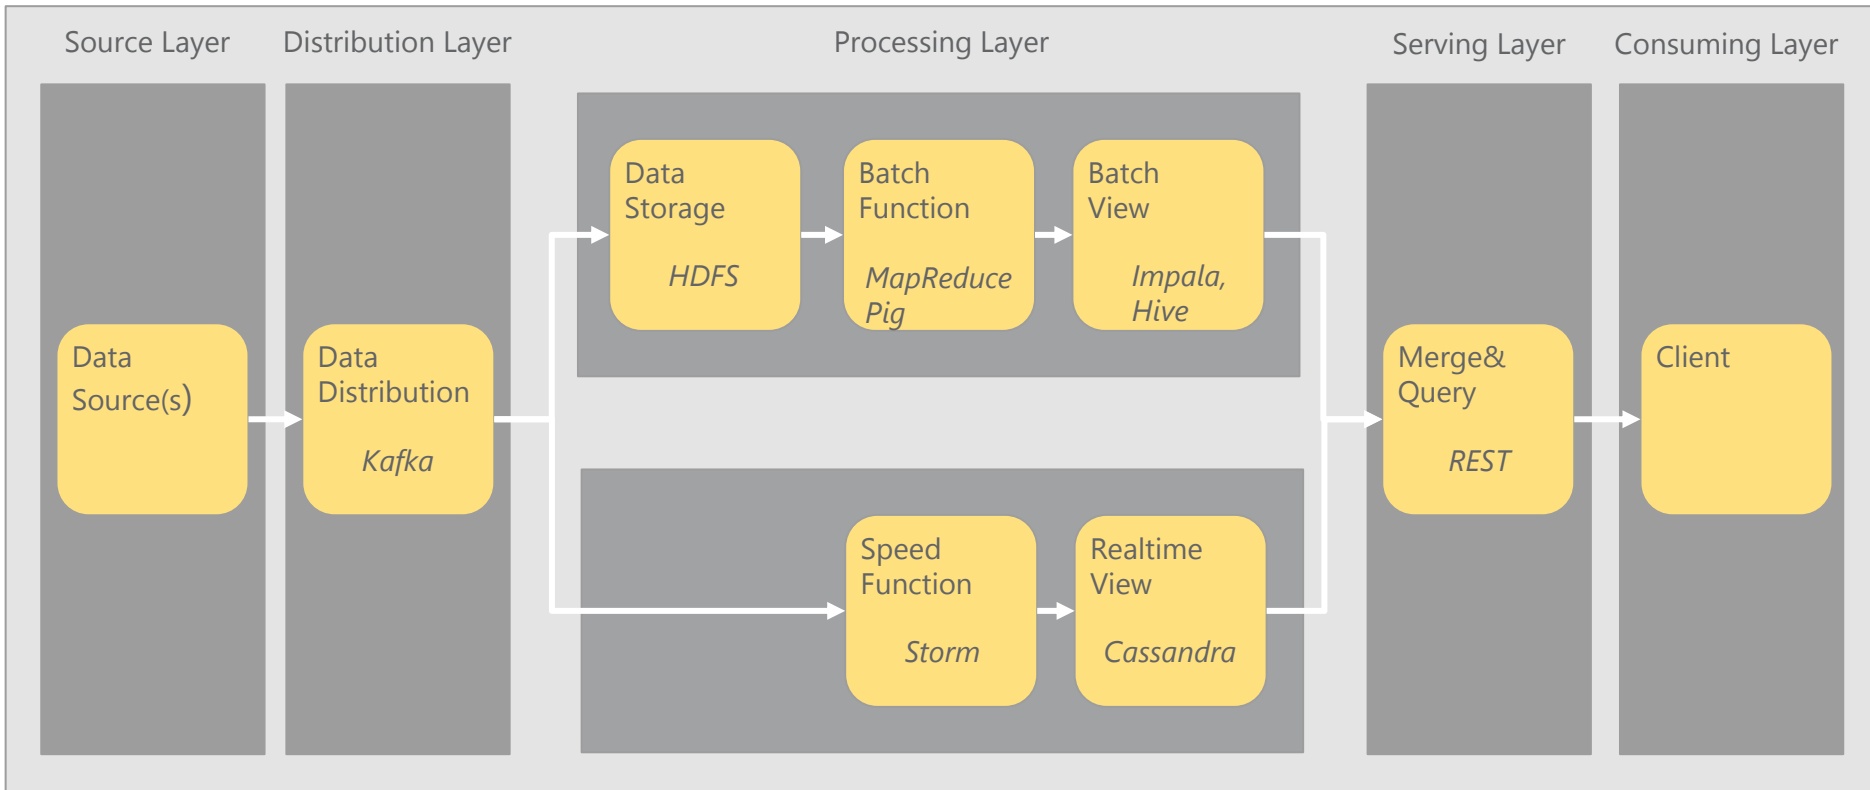 Source Layer
Distribution Layer
Processing Layer
Serving Layer
Consuming Layer
Data
Source(s)
Data
Distribution
Kafka
Data
Storage
HDFS
Batch
Function
MapReduce
Pig
Batch
View
Impala,
Hive
Speed
Function
Storm
Realtime
View
Cassandra
Merge&
Query
REST
Client